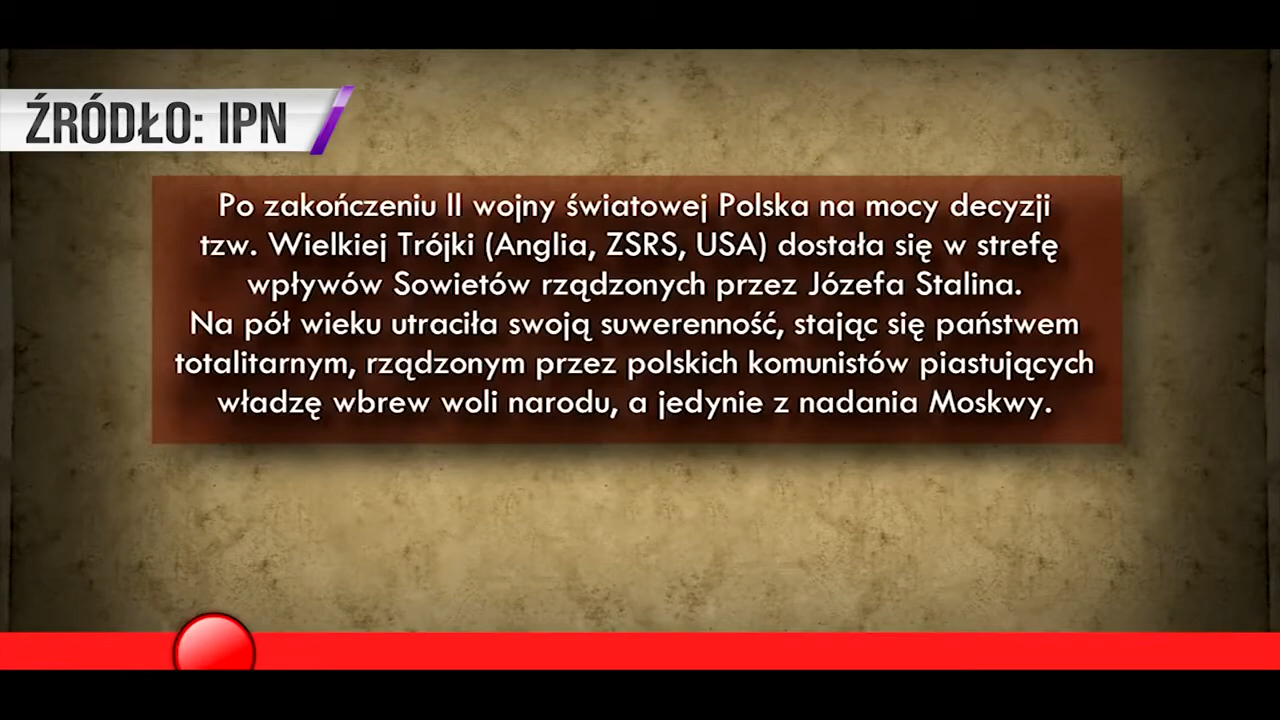 ŹRÓDŁO: IPN
Po zakończeniu II wojny światowej Polska na mocy decyzji
tzw. Wielkiej Trójki (Anglia, ZSRS, USA) dostała się w strefę
wpływów Sowietów rządzonych przez Józefa Stalina.
Na pół wieku utraciła swoją suwerenność, stając się państwem
totalitarnym, rządzonym przez polskich komunistów piastujących
władzę wbrew woli narodu, a jedynie z nadania Moskwy.